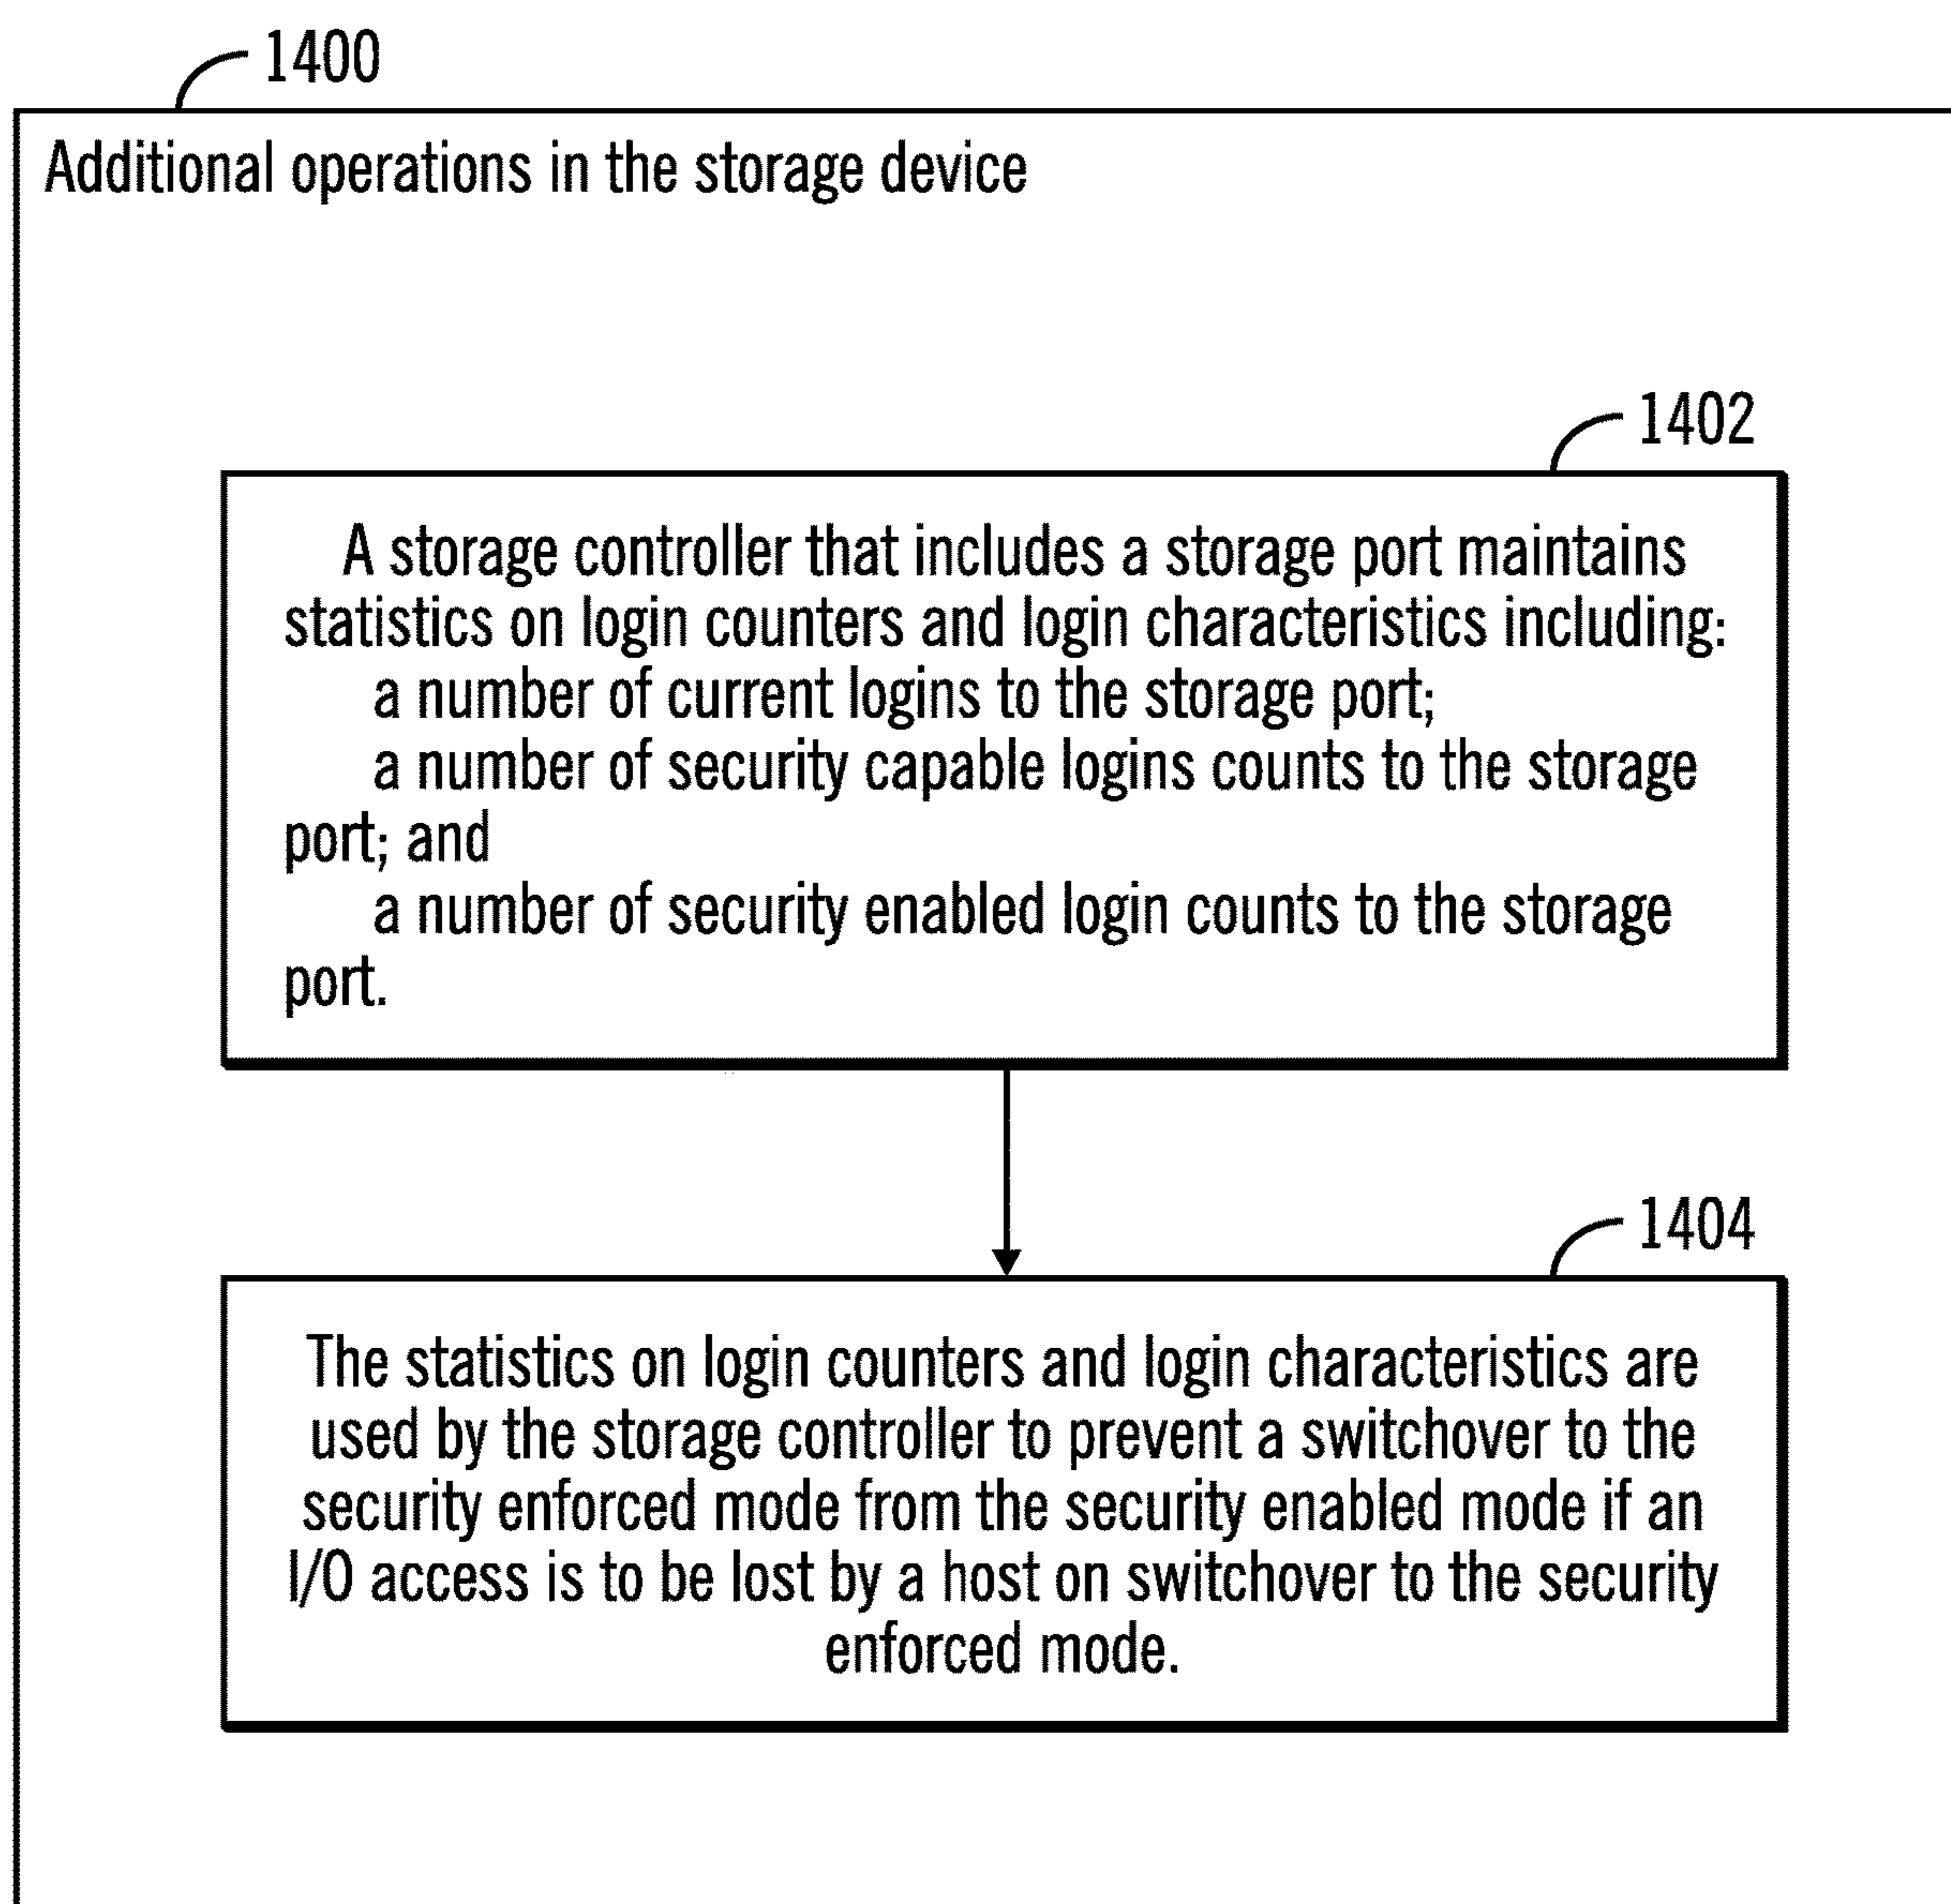 1400
Additional operations in the storage device
1402
A storage controller that includes a storage port maintains
statistics on login counters and login characteristics including:
a number of current logins to the storage port;
a number of security capable logins counts to the storage
port; and
a number of security enabled login counts to the storage
port.
1404
The statistics on login counters and login characteristics are
used by the storage controller to prevent a switchover to the
security enforced mode from the security enabled mode if an
I/O access is to be lost by a host on switchover to the security
enforced mode.